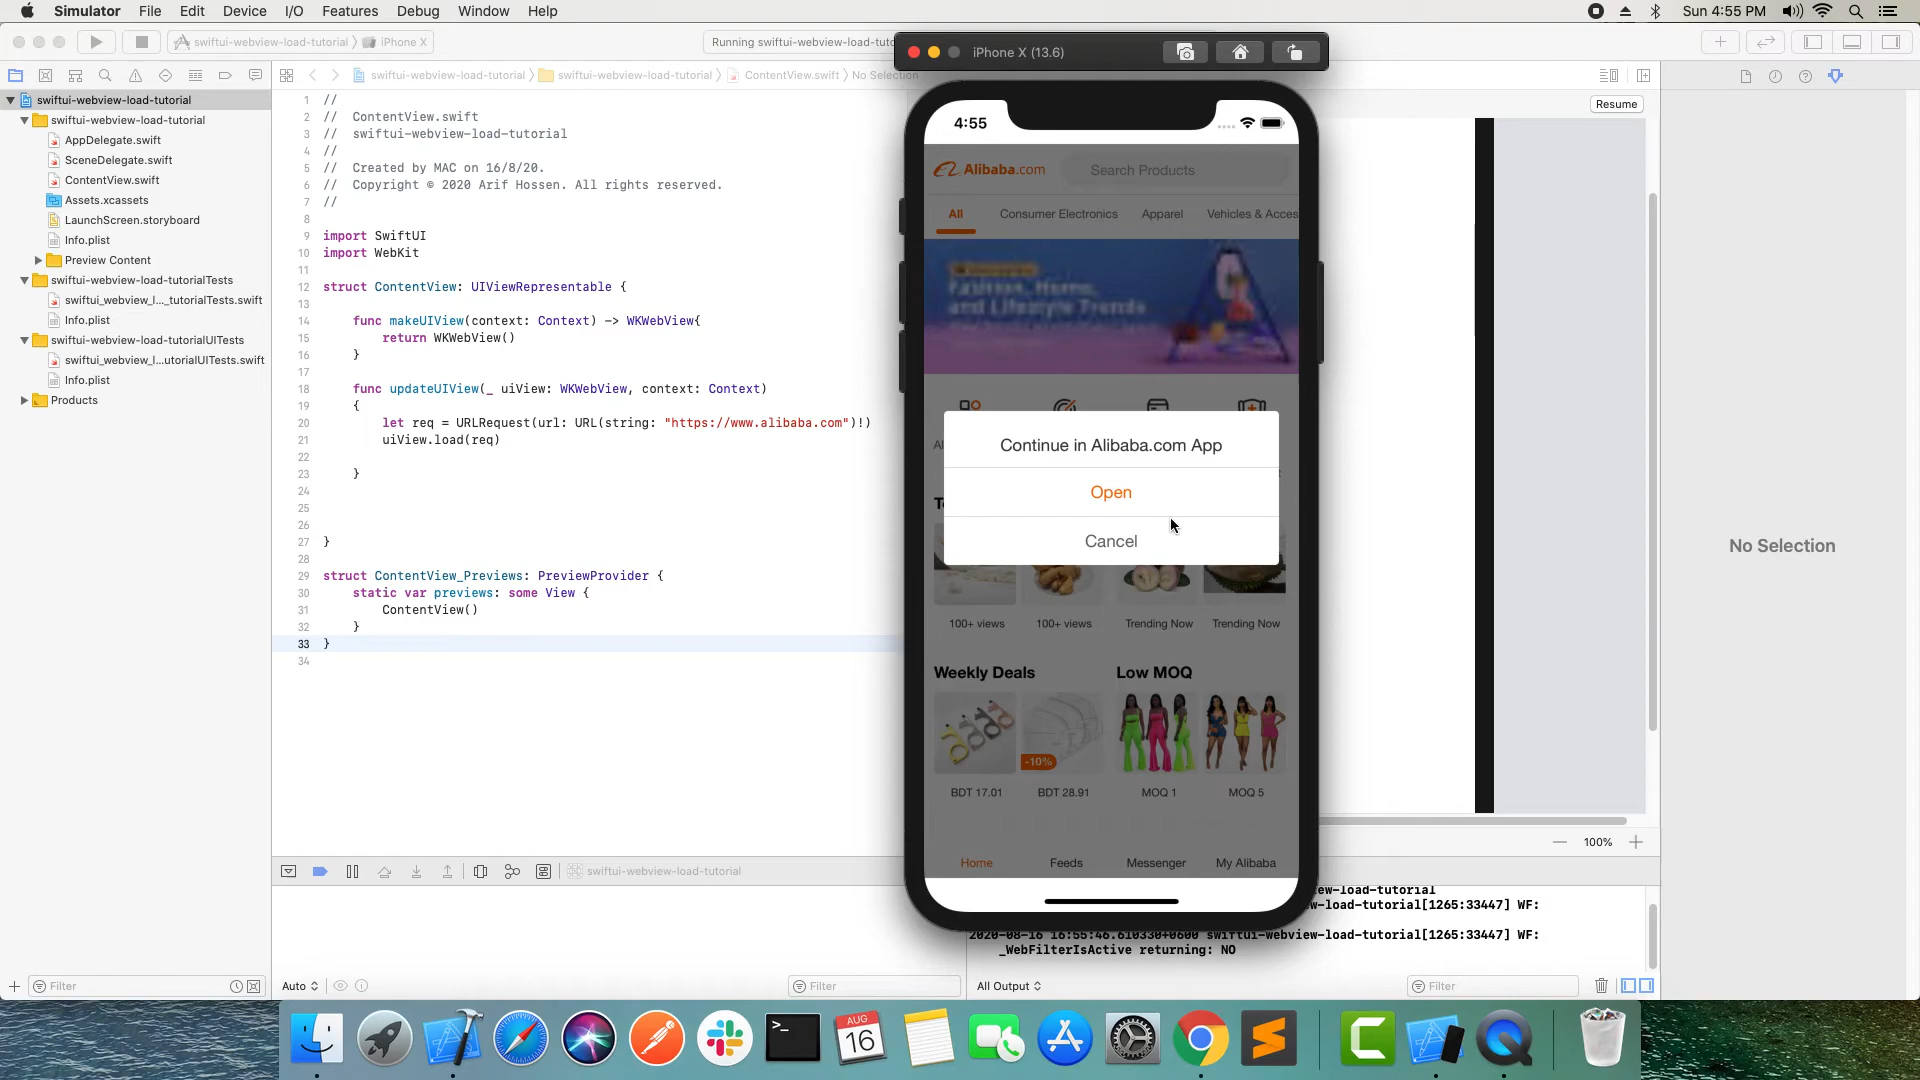 Simulator File Edit Device I/O Features Debug Window Help
Sun 4:55 PM
swiftui-webview-load-tutorial iPhone X
Running swiftui-webview-load-tuto
iPhone X (13.6)
swiftui-webview-load-tutorial swiftui-webview-load-tutorial ContentView.swift No Selection
Resume
swiftui-webview-load-tutorial
swiftui-webview-load-tutorial
AppDelegate.swift
SceneDelegate.swift
ContentView.swift
Assets.xcassets
LaunchScreen.storyboard
Info.plist
Preview Content
swiftui-webview-load-tutorialTests
swiftui_webview_l..._tutorialTests.swift
Info.plist
swiftui-webview-load-tutorialUITests
swiftui_webview_l...utorialUITests.swift
Info.plist
Products
1 //
2 // ContentView.swift
3 // swiftui-webview-load-tutorial
4 //
5 // Created by MAC on 16/8/20.
6 // Copyright © 2020 Arif Hossen. All rights reserved.
7 //
8
9 import SwiftUI
10 import WebKit
11
12 struct ContentView: UIViewRepresentable {
13
14 func makeUIView(context: Context) -> WKWebView{
15 return WKWebView()
16 }
17
18 func updateUIView(_ uiView: WKWebView, context: Context)
19 {
20 let req = URLRequest(url: URL(string: "https://www.alibaba.com")!)
21 uiView.load(req)
22
23 }
24
25
26
27 }
28
29 struct ContentView_Previews: PreviewProvider {
30 static var previews: some View {
31 ContentView()
32 }
33 }
34
4:55
Alibaba.com Search Products
All Consumer Electronics Apparel Vehicles & Acces
Fashion, Home,
and Lifestyle Trends
Continue in Alibaba.com App
Open
Cancel
100+ views 100+ views Trending Now Trending Now
Weekly Deals Low MOQ
-10%
BDT 17.01 BDT 28.91 MOQ 1 MOQ 5
Home Feeds Messenger My Alibaba
No Selection
100%
swiftui-webview-load-tutorial
ew-load-tutorial
w-load-tutorial[1265:33447] WF:
2020-08-16 16:55:46.610330+0600 swiftui-webview-load-tutorial[1265:33447] WF:
_WebFilterIsActive returning: NO
Filter
Auto
Filter
All Output
Filter
AUG
16